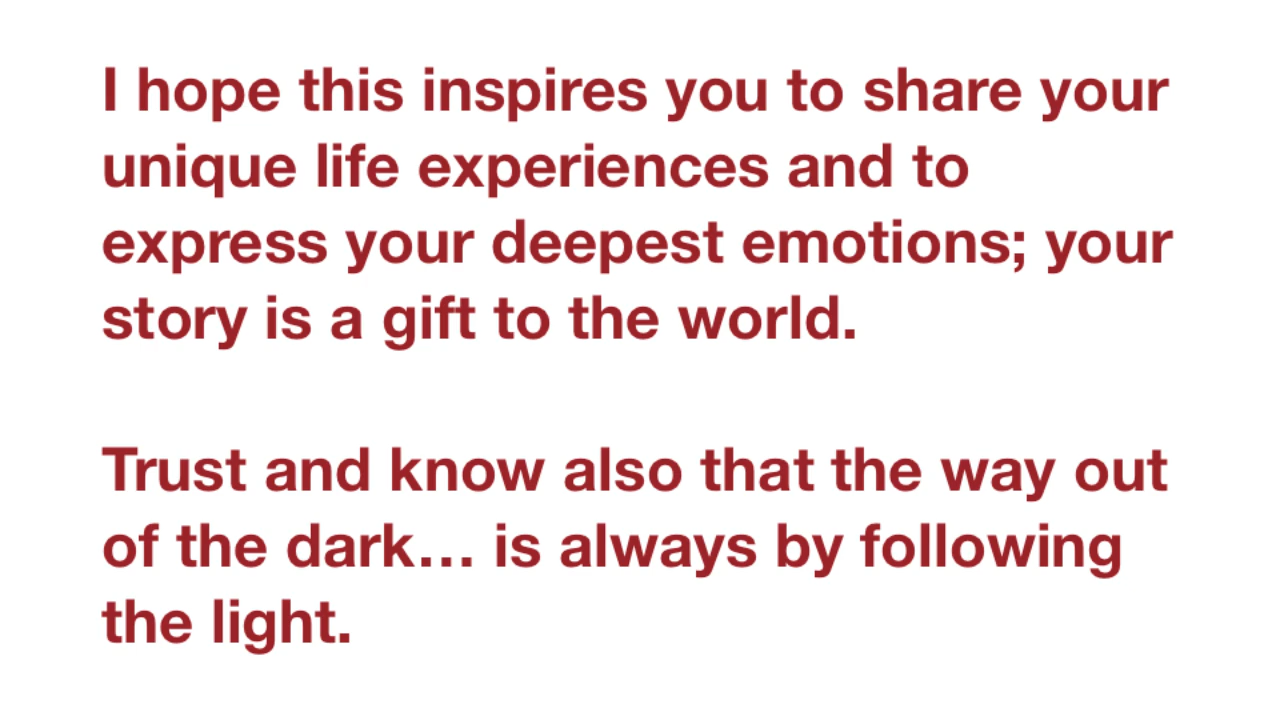 I hope this inspires you to share your
unique life experiences and to
express your deepest emotions; your
story is a gift to the world.
Trust and know also that the way out
of the dark… is always by following
the light.